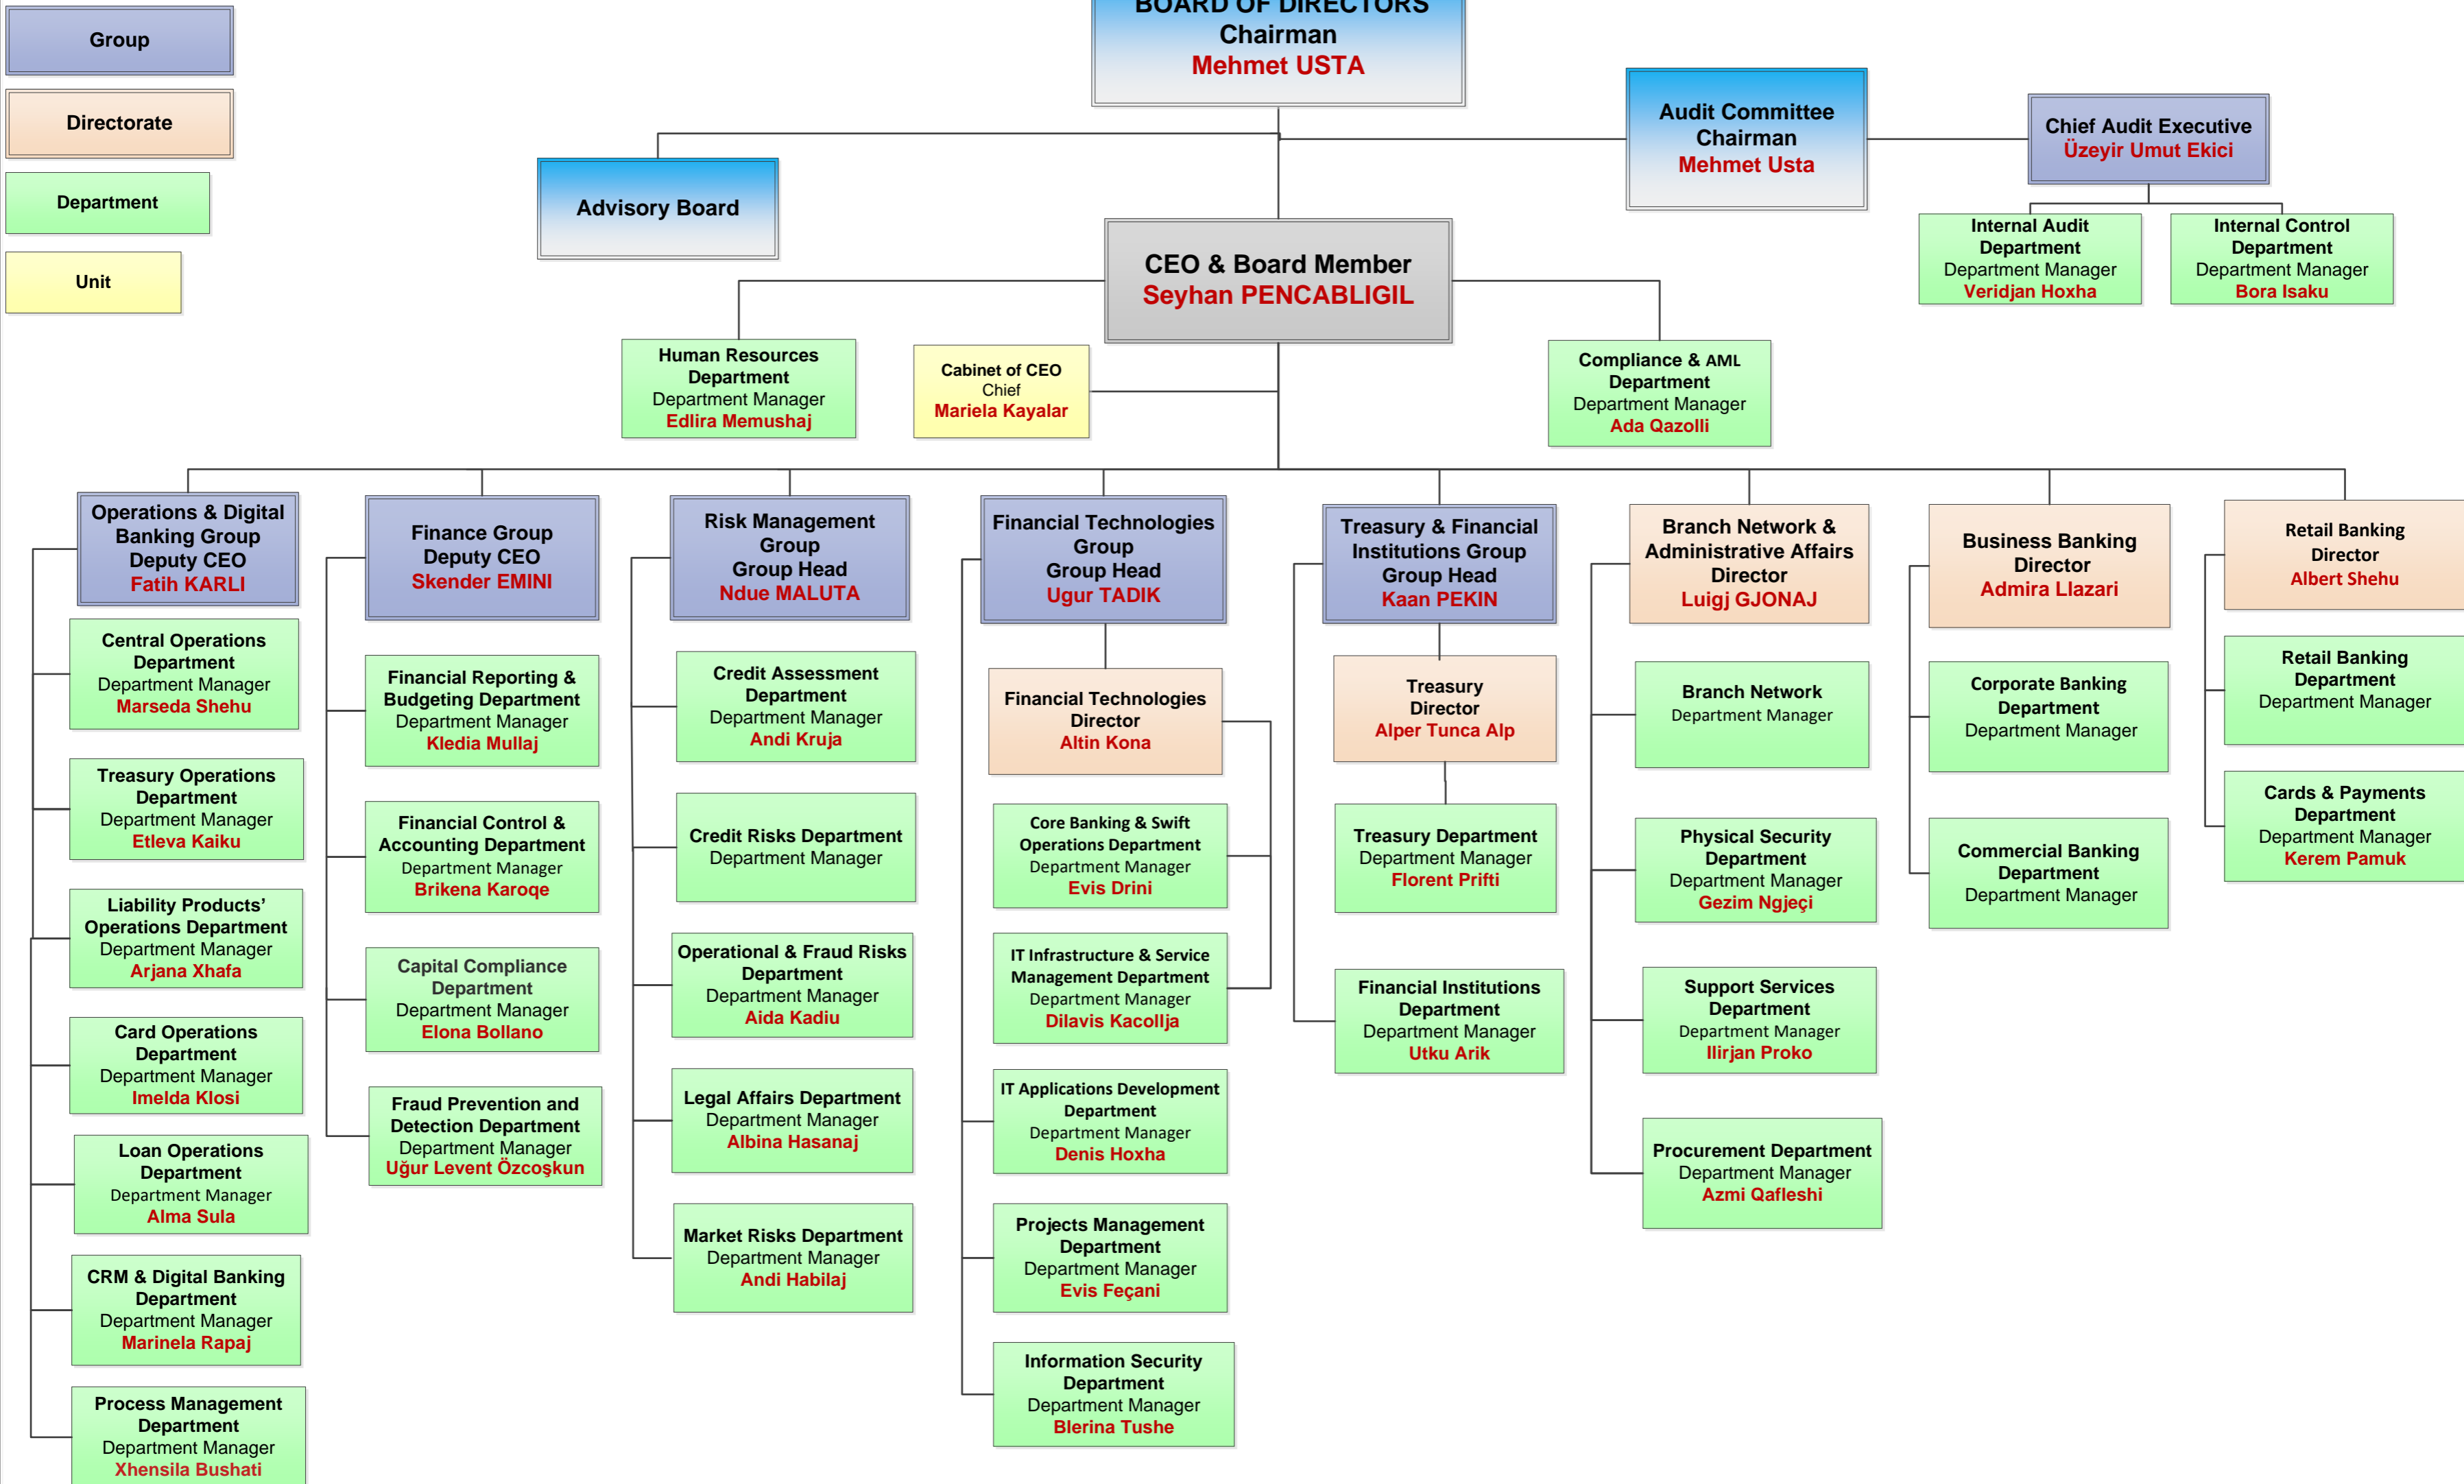 Group
Directorate
Department
Unit
BOARD OF DIRECTORS
Chairman
Mehmet USTA
Advisory Board
Audit Committee
Chairman
Mehmet Usta
Chief Audit Executive
Üzeyir Umut Ekici
Internal Audit
Department
Department Manager
Veridjan Hoxha
Internal Control
Department
Department Manager
Bora Isaku
CEO & Board Member
Seyhan PENCABLIGIL
Human Resources
Department
Department Manager
Edlira Memushaj
Cabinet of CEO
Chief
Mariela Kayalar
Compliance & AML
Department
Department Manager
Ada Qazolli
Operations & Digital
Banking Group
Deputy CEO
Fatih KARLI
Central Operations
Department
Department Manager
Marseda Shehu
Treasury Operations
Department
Department Manager
Etleva Kaiku
Liability Products’
Operations Department
Department Manager
Arjana Xhafa
Card Operations
Department
Department Manager
Imelda Klosi
Loan Operations
Department
Department Manager
Alma Sula
CRM & Digital Banking
Department
Department Manager
Marinela Rapaj
Process Management
Department
Department Manager
Xhensila Bushati
Finance Group
Deputy CEO
Skender EMINI
Financial Reporting &
Budgeting Department
Department Manager
Kledia Mullaj
Financial Control &
Accounting Department
Department Manager
Brikena Karoqe
Capital Compliance
Department
Department Manager
Elona Bollano
Fraud Prevention and
Detection Department
Department Manager
Uğur Levent Özcoşkun
Risk Management
Group
Group Head
Ndue MALUTA
Credit Assessment
Department
Department Manager
Andi Kruja
Credit Risks Department
Department Manager
Operational & Fraud Risks
Department
Department Manager
Aida Kadiu
Legal Affairs Department
Department Manager
Albina Hasanaj
Market Risks Department
Department Manager
Andi Habilaj
Financial Technologies
Group
Group Head
Ugur TADIK
Financial Technologies
Director
Altin Kona
Core Banking & Swift
Operations Department
Department Manager
Evis Drini
IT Infrastructure & Service
Management Department
Department Manager
Dilavis Kacollja
IT Applications Development
Department
Department Manager
Denis Hoxha
Projects Management
Department
Department Manager
Evis Feçani
Information Security
Department
Department Manager
Blerina Tushe
Treasury & Financial
Institutions Group
Group Head
Kaan PEKIN
Treasury
Director
Alper Tunca Alp
Treasury Department
Department Manager
Florent Prifti
Financial Institutions
Department
Department Manager
Utku Arik
Branch Network &
Administrative Affairs
Director
Luigj GJONAJ
Branch Network
Department Manager
Physical Security
Department
Department Manager
Gezim Ngjeçi
Support Services
Department
Department Manager
Ilirjan Proko
Procurement Department
Department Manager
Azmi Qafleshi
Business Banking
Director
Admira Llazari
Corporate Banking
Department
Department Manager
Commercial Banking
Department
Department Manager
Retail Banking
Director
Albert Shehu
Retail Banking
Department
Department Manager
Cards & Payments
Department
Department Manager
Kerem Pamuk